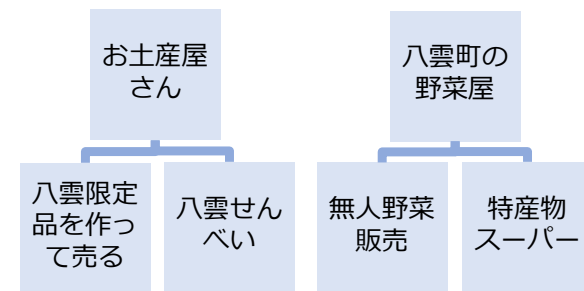 お土産屋
さん
八雲町の
野菜屋
八雲限定
品を作っ
て売る
八雲せん
べい
無人野菜
販売
特産物
スーパー